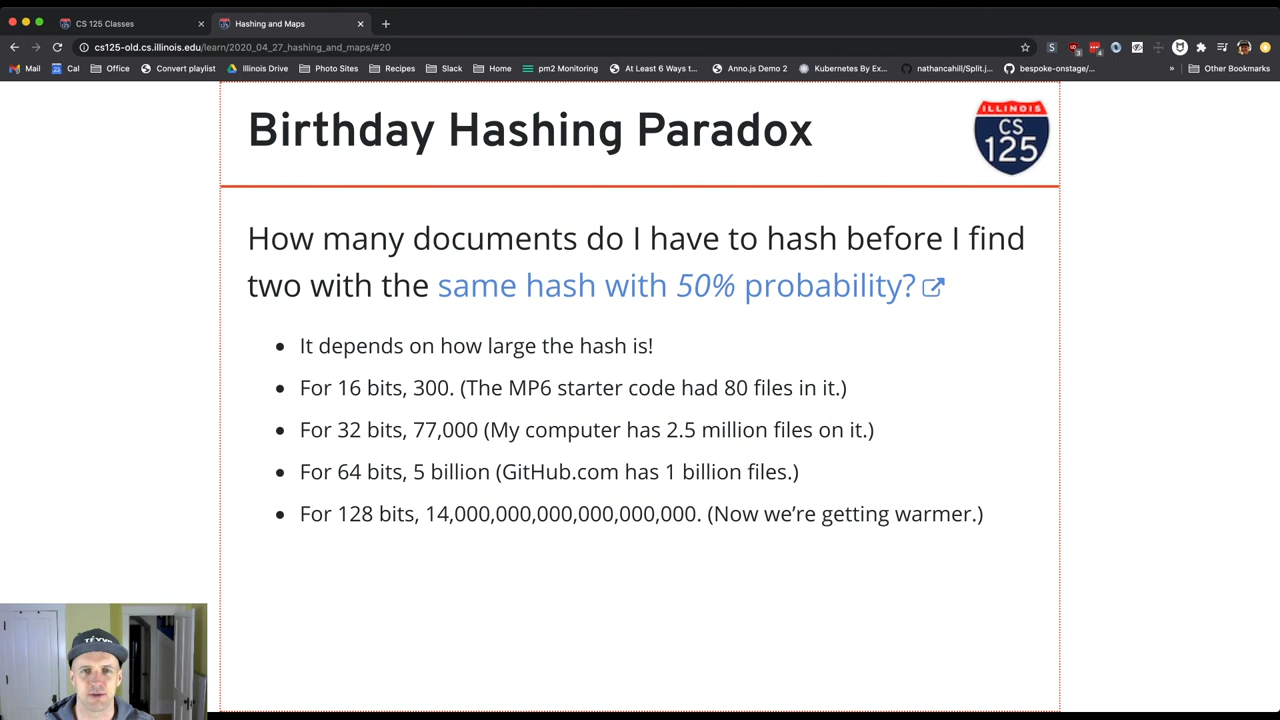 CS 125 Classes
Hashing and Maps
cs125-old.cs.illinois.edu/learn/2020_04_27_hashing_and_maps/#20
Mail Cal Office Convert playlist Illinois Drive Photo Sites Recipes Slack Home pm2 Monitoring At Least 6 Ways t... Anno.js Demo 2 Kubernetes By Ex... nathancahill/Split.j... bespoke-onstage/... » Other Bookmarks
Birthday Hashing Paradox
ILLINOIS
CS
125
How many documents do I have to hash before I find
two with the same hash with 50% probability?
• It depends on how large the hash is!
• For 16 bits, 300. (The MP6 starter code had 80 files in it.)
• For 32 bits, 77,000 (My computer has 2.5 million files on it.)
• For 64 bits, 5 billion (GitHub.com has 1 billion files.)
• For 128 bits, 14,000,000,000,000,000,000. (Now we're getting warmer.)